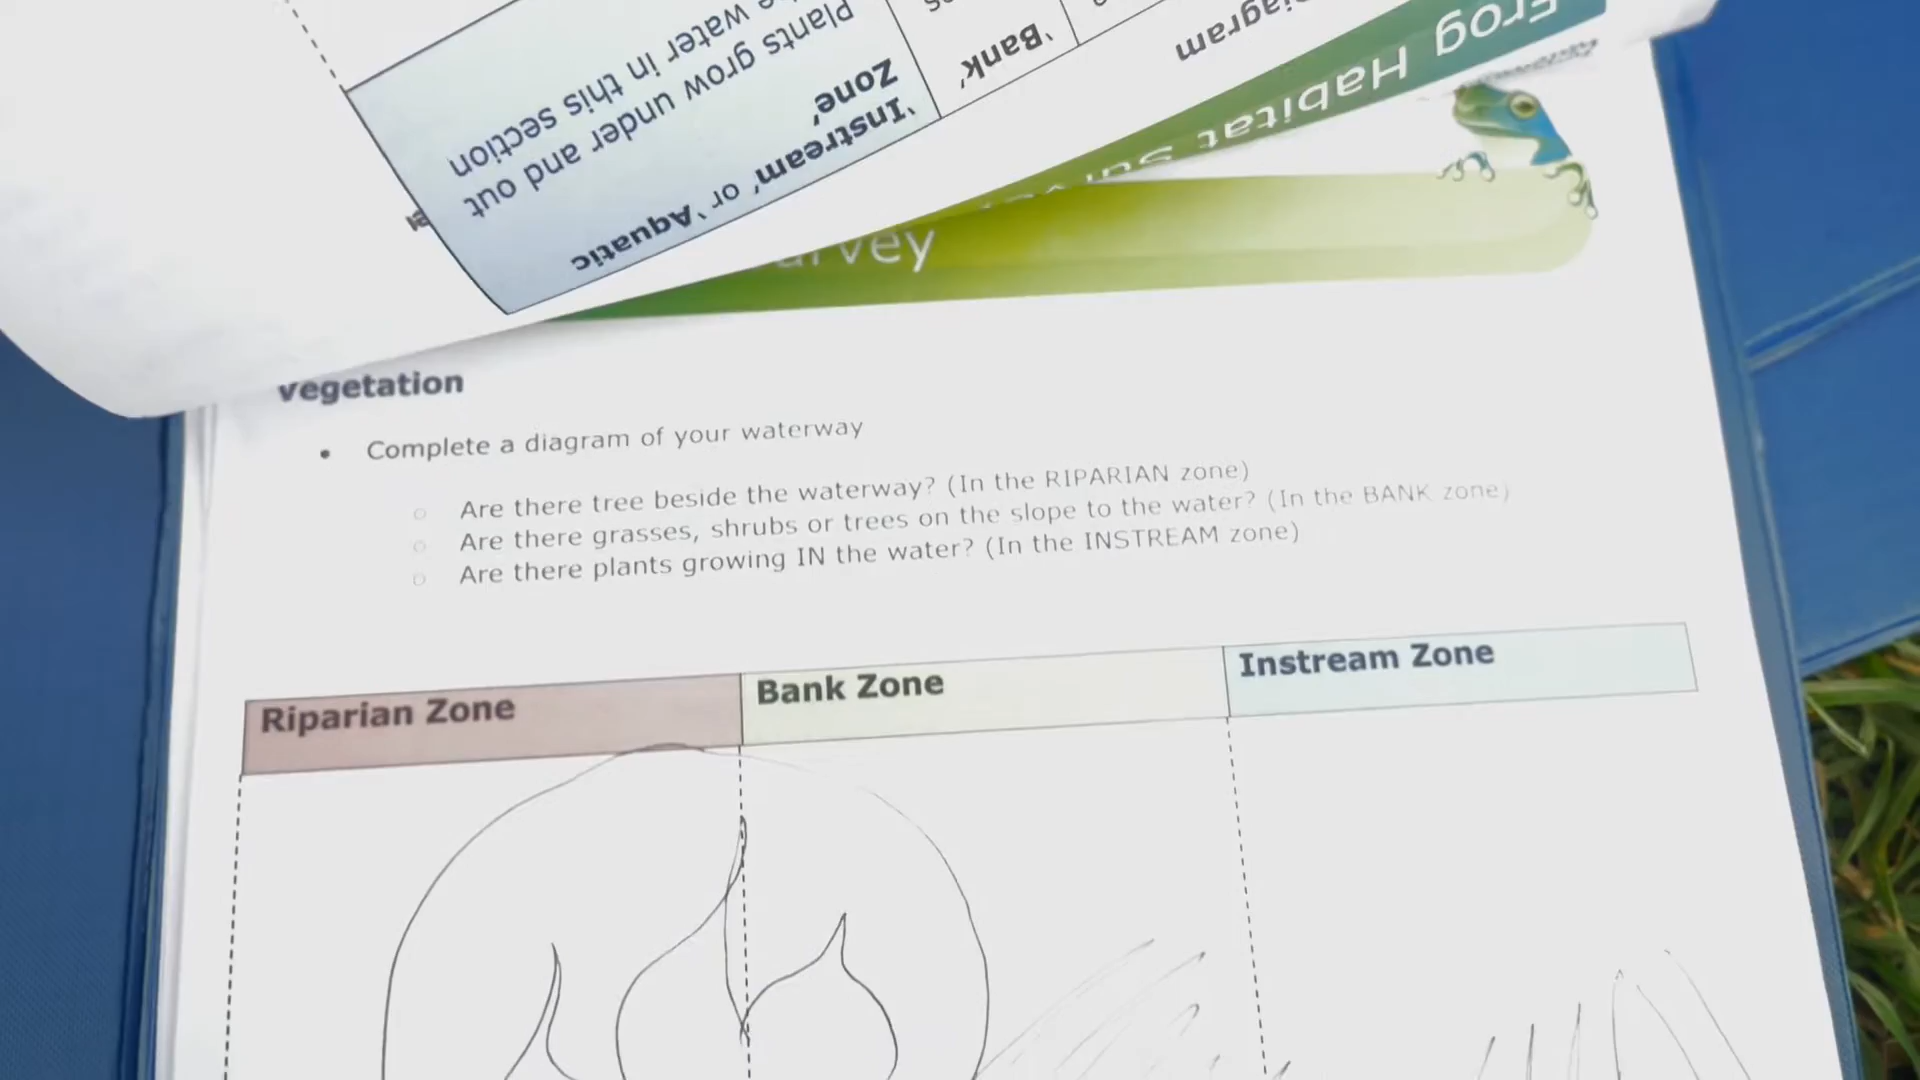 Frog Habitat Survey
Diagram
'Bank'
'Instream' or 'Aquatic
Zone'
Plants grow under and out
water in this section
vegetation
• Complete a diagram of your waterway
○ Are there tree beside the waterway? (In the RIPARIAN zone)
○ Are there grasses, shrubs or trees on the slope to the water? (In the BANK zone)
○ Are there plants growing IN the water? (In the INSTREAM zone)
Riparian Zone
Bank Zone
Instream Zone